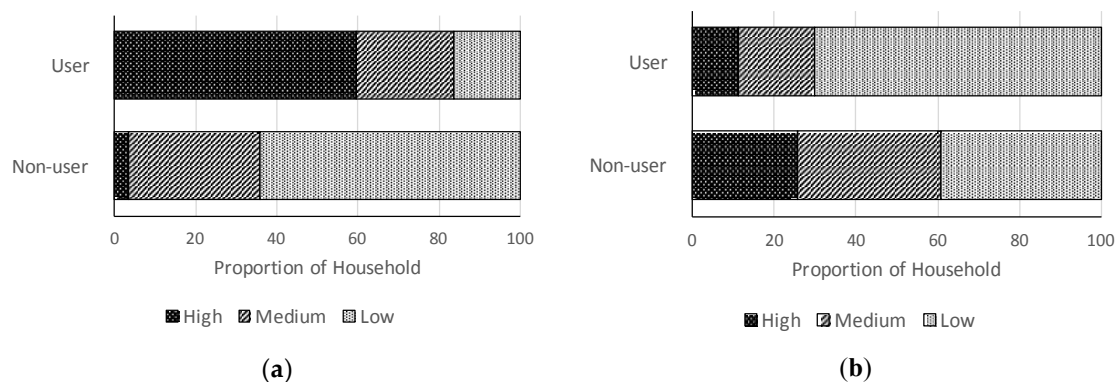 User
Non-user
0 20 40 60 80 100
Proportion of Household
High Medium Low
(a)
User
Non-user
0 20 40 60 80 100
Proportion of Household
High Medium Low
(b)